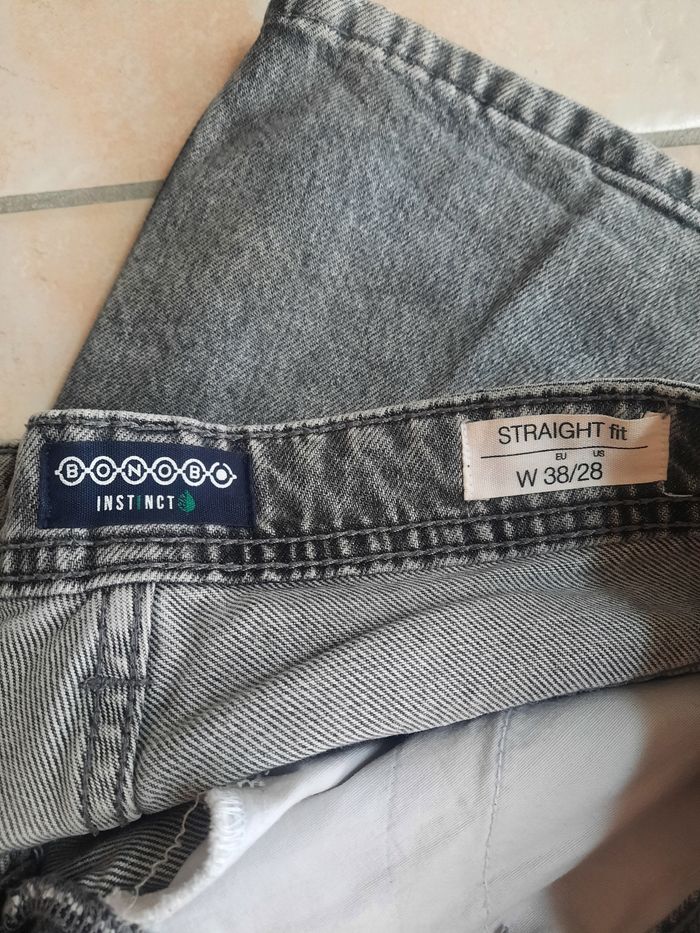 BONOBO
INSTINCT
STRAIGHT fit
EU US
W 38/28